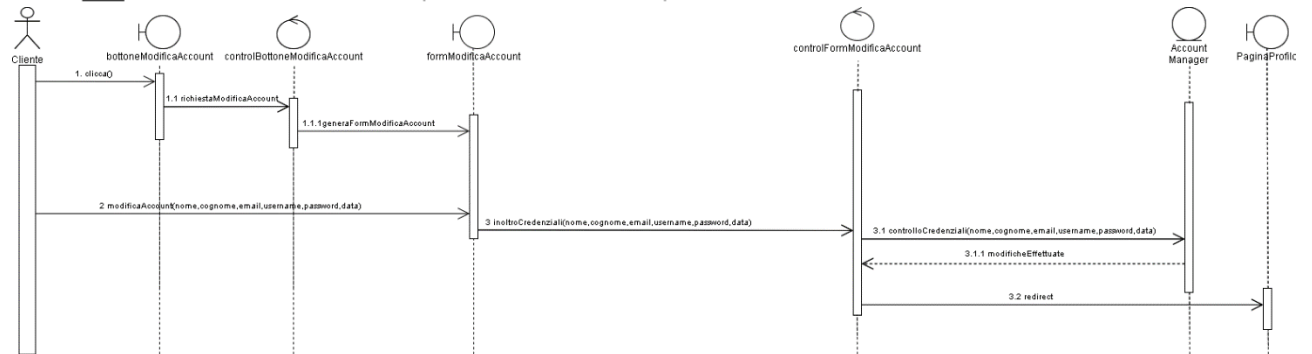 Cliente
bottoneModificaAccount
controlBottoneModificaAccount
formModificaAccount
controlFormModificaAccount
Account
Manager
PaginaProfilo
1. clicca()
1.1 richiestaModificaAccount
1.1.1generaFormModificaAccount
2 modificaAccount(nome,cognome,email,username,password,data)
3 inoltroCredenziali(nome,cognome,email,username,password,data)
3.1 controlloCredenziali(nome,cognome,email,username,password,data)
3.1.1 modificheEffettuate
3.2 redirect